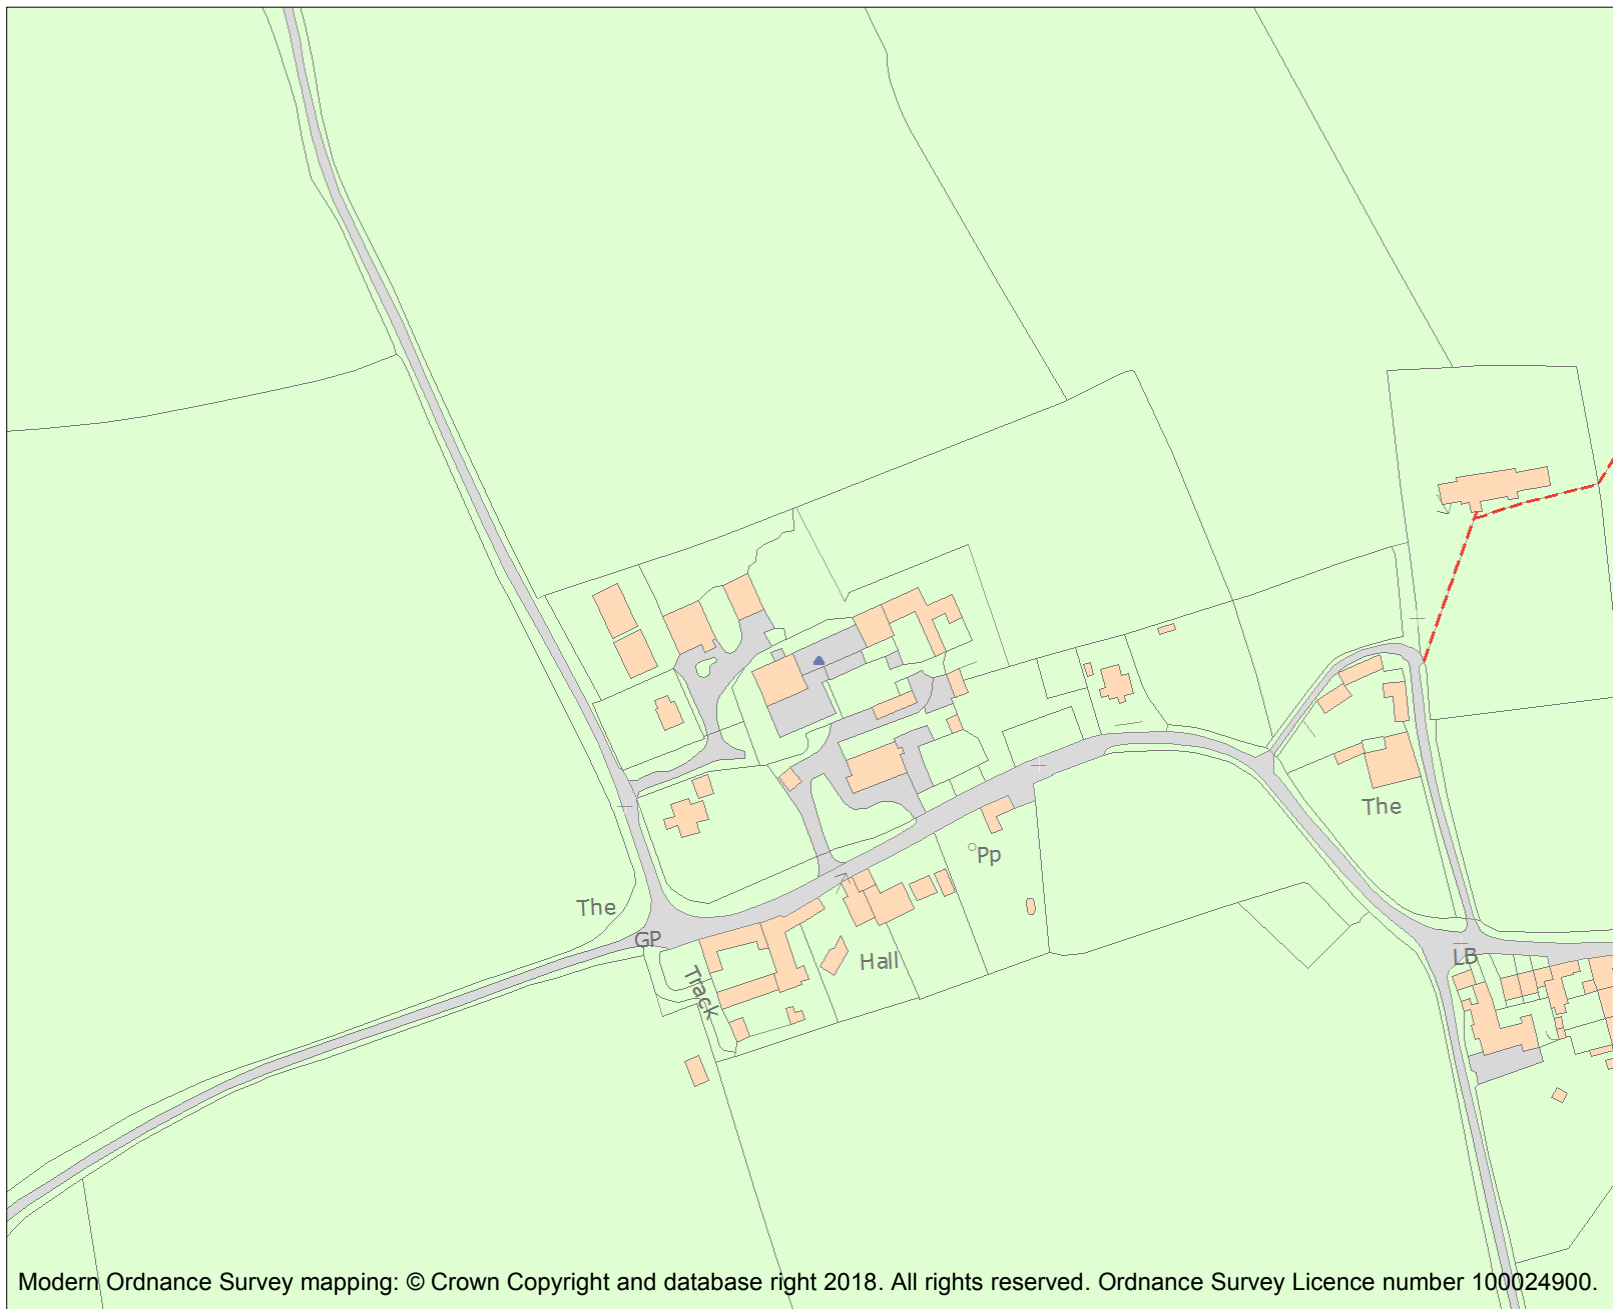 The
Pp
The
GP
Hall
LB
Track
Modern Ordnance Survey mapping: © Crown Copyright and database right 2018. All rights reserved. Ordnance Survey Licence number 100024900.